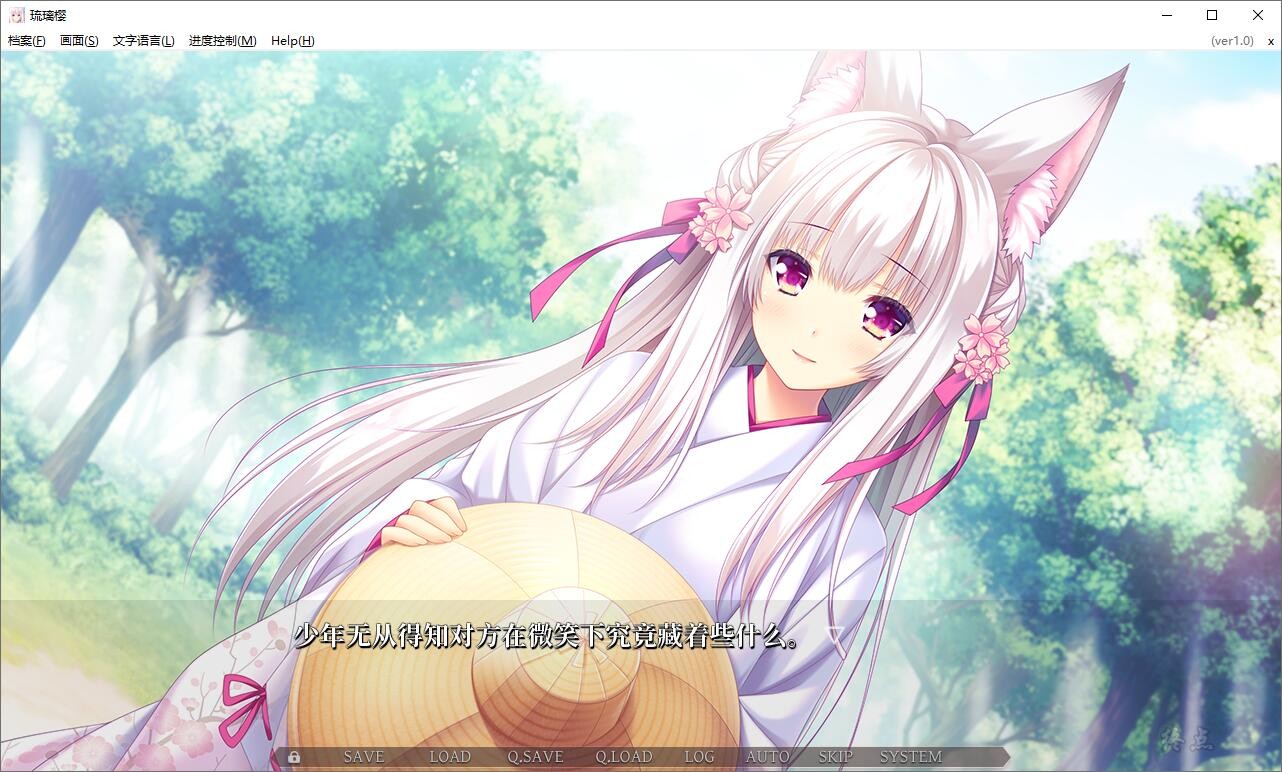 琉璃樱
档案(F) 画面(S) 文字语言(L) 进度控制(M) Help(H) (ver1.0) x
少年无从得知对方在微笑下究竟藏着些什么。
SAVE LOAD Q.SAVE Q.LOAD LOG AUTO SKIP SYSTEM